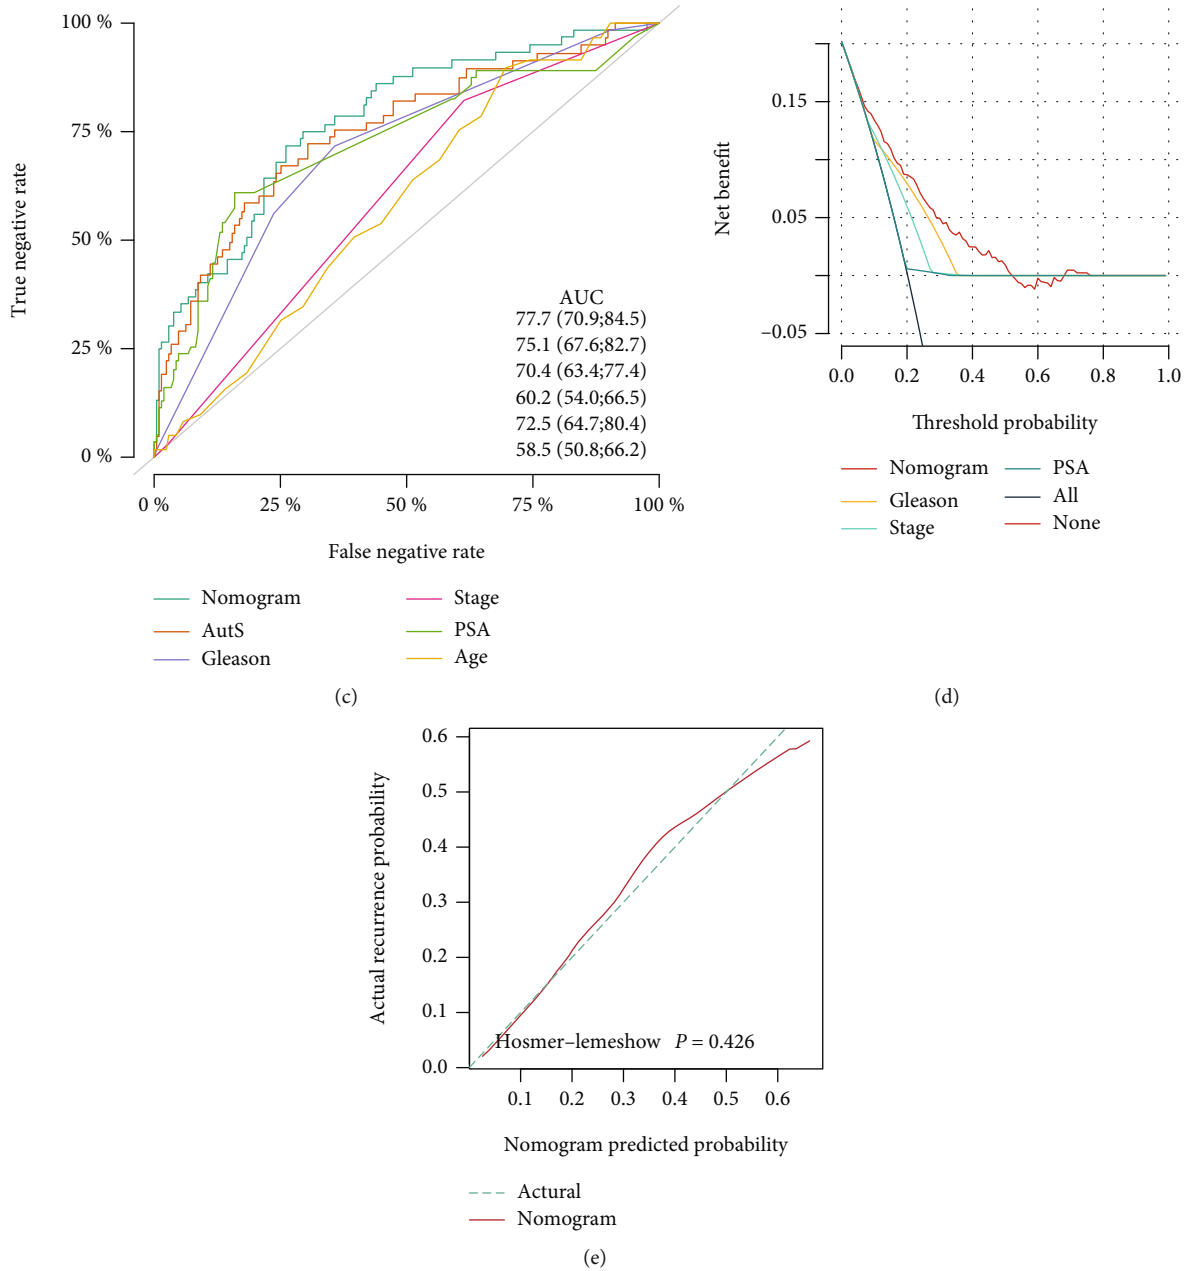 True negative rate
100 %
75 %
50 %
25 %
0 %
AUC
77.7 (70.9;84.5)
75.1 (67.6;82.7)
70.4 (63.4;77.4)
60.2 (54.0;66.5)
72.5 (64.7;80.4)
58.5 (50.8;66.2)
0 %
25 %
50 %
75 %
100 %
False negative rate
Nomogram
AutS
Gleason
Stage
PSA
Age
(c)
Net benefit
0.15
0.05
−0.05
0.0
0.2
0.4
0.6
0.8
1.0
Threshold probability
Nomogram
Gleason
Stage
PSA
All
None
(d)
Actual recurrence probability
0.6
0.5
0.4
0.3
0.2
0.1
0.0
Hosmer–lemeshow P = 0.426
0.1
0.2
0.3
0.4
0.5
0.6
Nomogram predicted probability
Actural
Nomogram
(e)